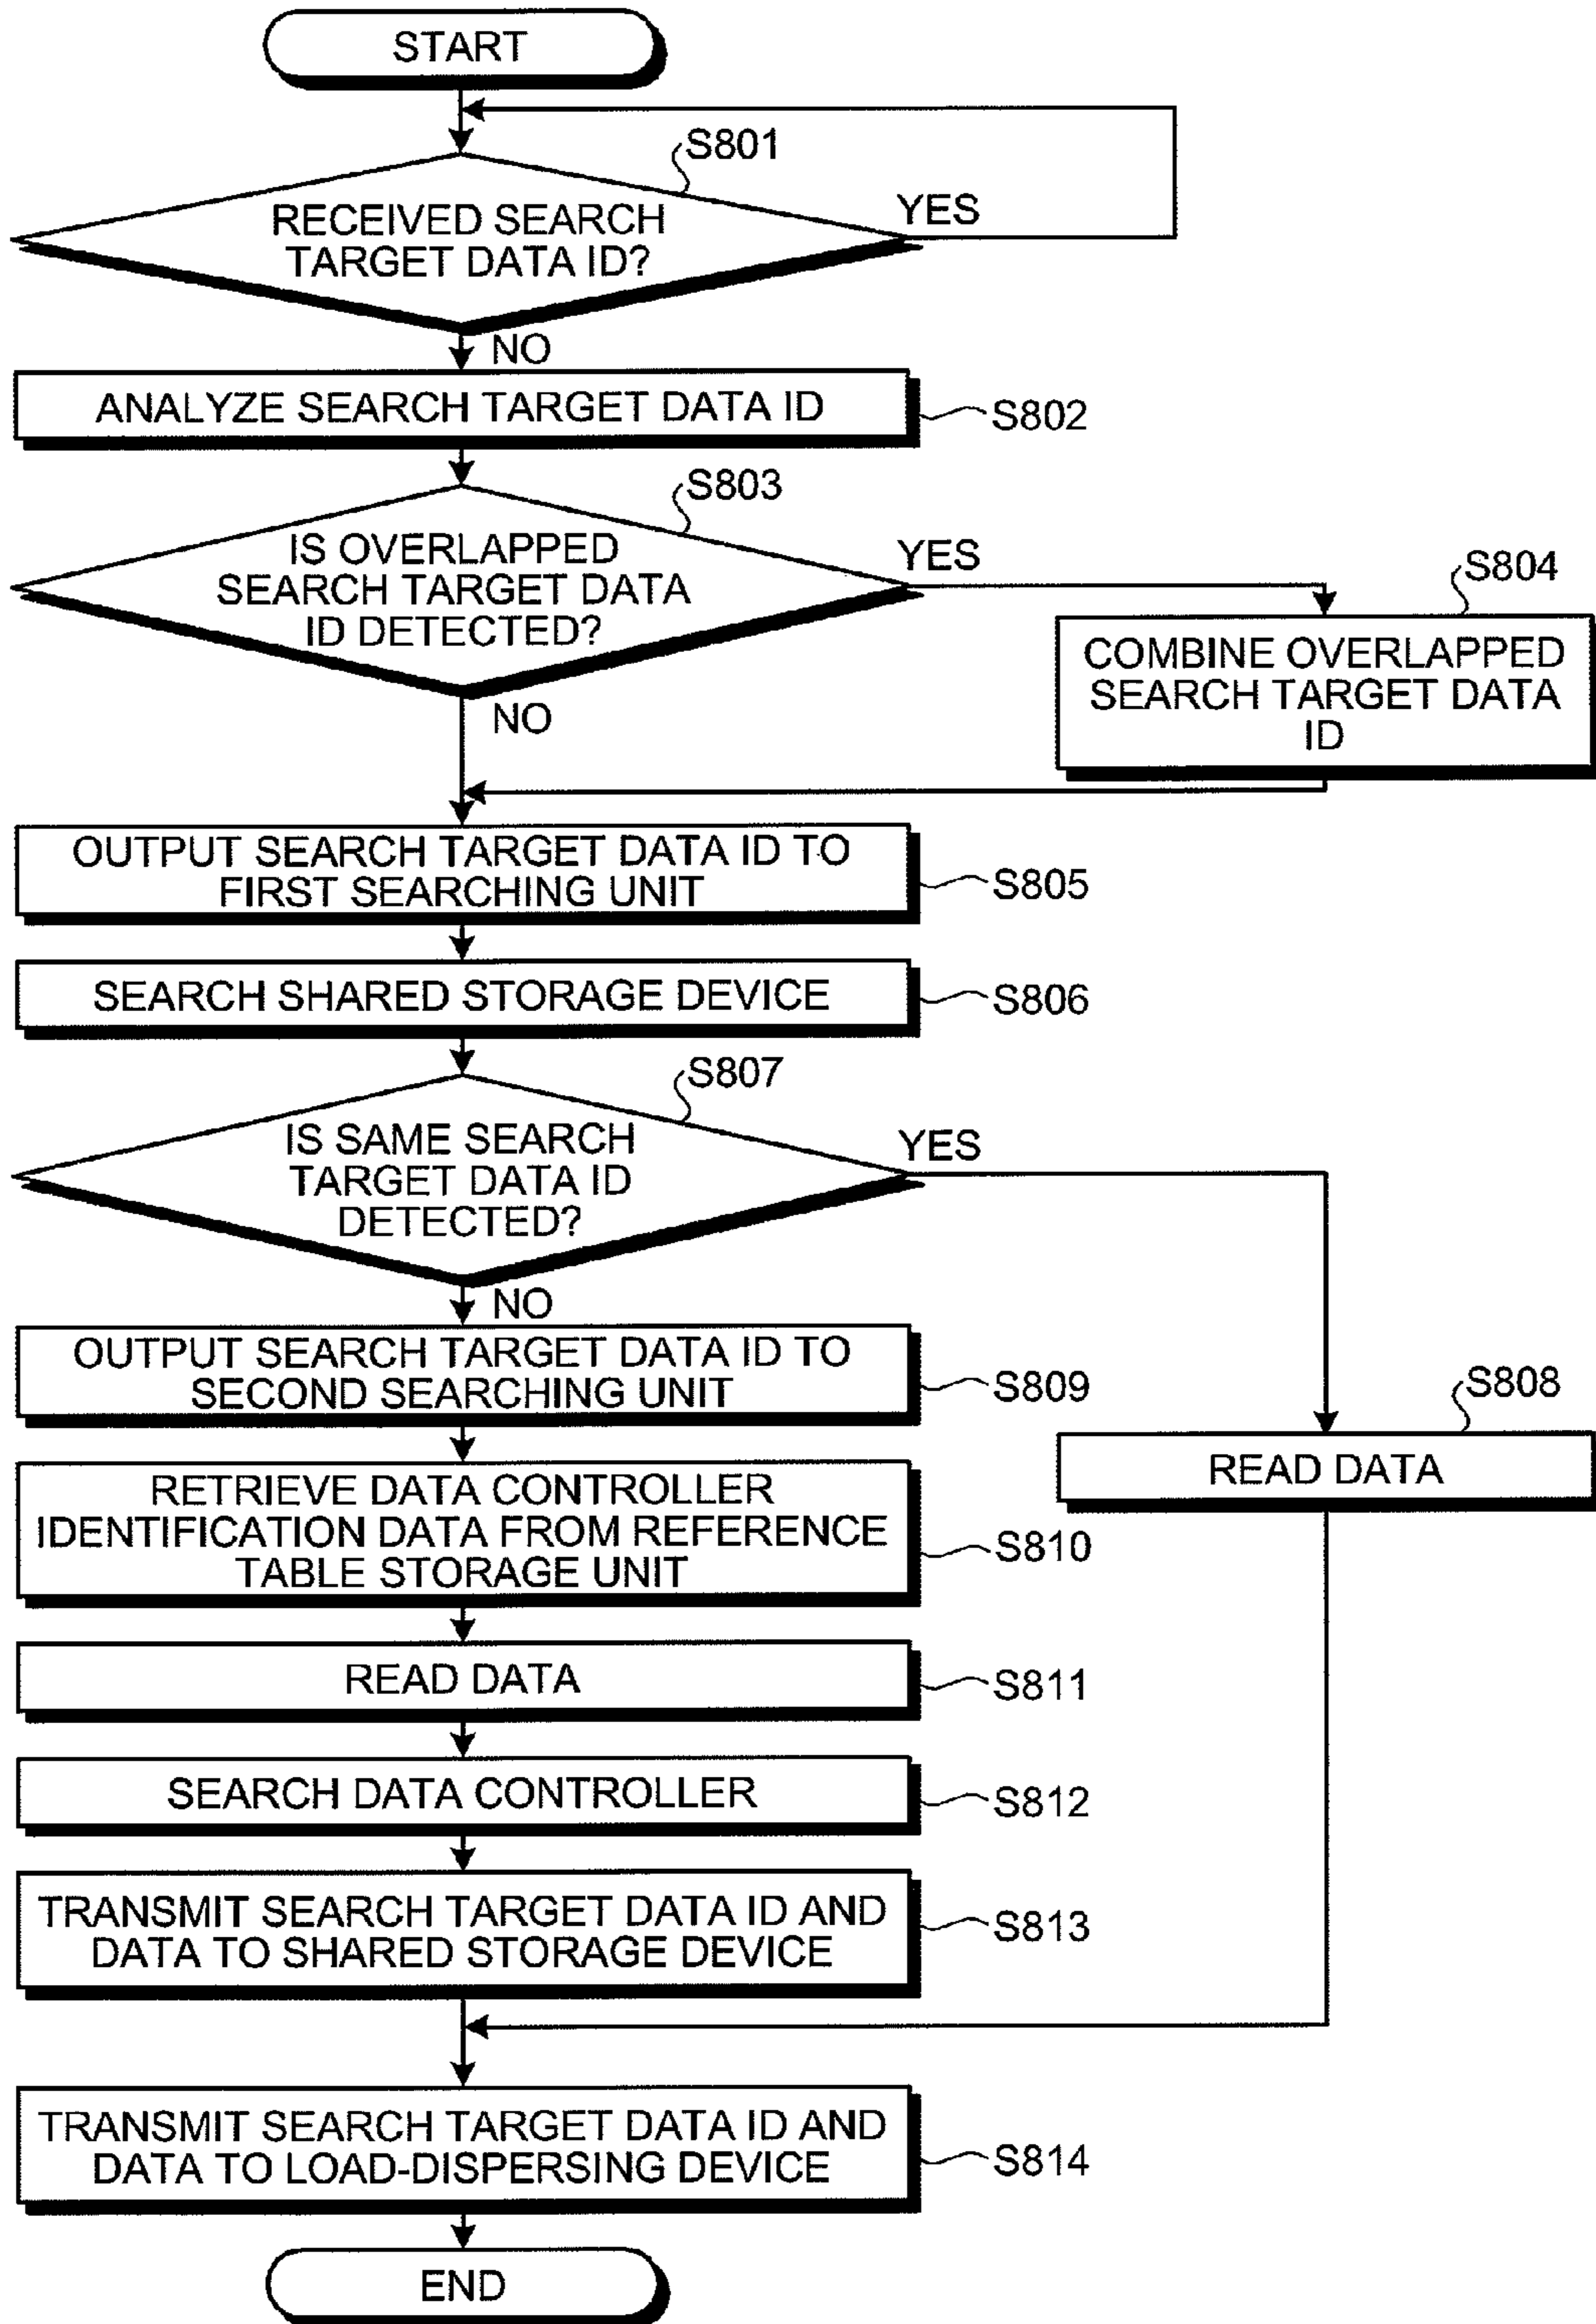 START
S801
RECEIVED SEARCH
TARGET DATA ID?
YES
NO
ANALYZE SEARCH TARGET DATA ID
S802
S803
IS OVERLAPPED
SEARCH TARGET DATA
ID DETECTED?
YES
NO
S804
COMBINE OVERLAPPED
SEARCH TARGET DATA
ID
OUTPUT SEARCH TARGET DATA ID TO
FIRST SEARCHING UNIT
S805
SEARCH SHARED STORAGE DEVICE
S806
S807
IS SAME SEARCH
TARGET DATA ID
DETECTED?
YES
NO
OUTPUT SEARCH TARGET DATA ID TO
SECOND SEARCHING UNIT
S809
S808
READ DATA
RETRIEVE DATA CONTROLLER
IDENTIFICATION DATA FROM REFERENCE
TABLE STORAGE UNIT
S810
READ DATA
S811
SEARCH DATA CONTROLLER
S812
TRANSMIT SEARCH TARGET DATA ID AND
DATA TO SHARED STORAGE DEVICE
S813
TRANSMIT SEARCH TARGET DATA ID AND
DATA TO LOAD-DISPERSING DEVICE
S814
END